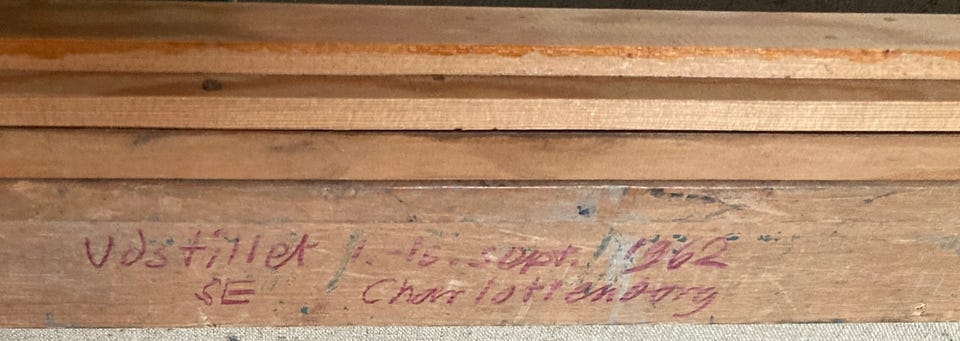 Udstillet 1.-16. sept. 1962
SE Charlottenborg